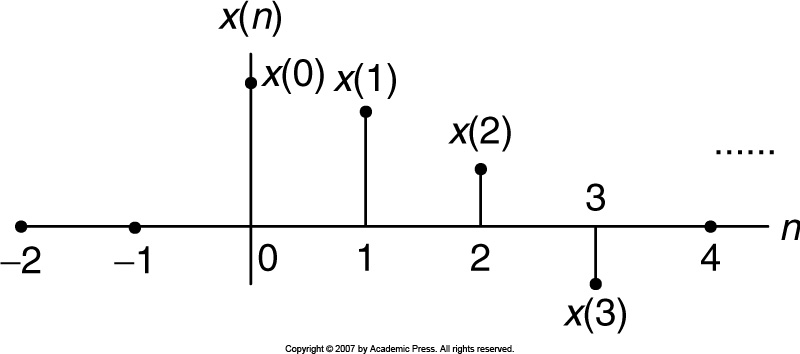 x(n)
x(0)
x(1)
x(2)
......
3
n
–2
–1
0
1
2
4
x(3)
Copyright © 2007 by Academic Press. All rights reserved.